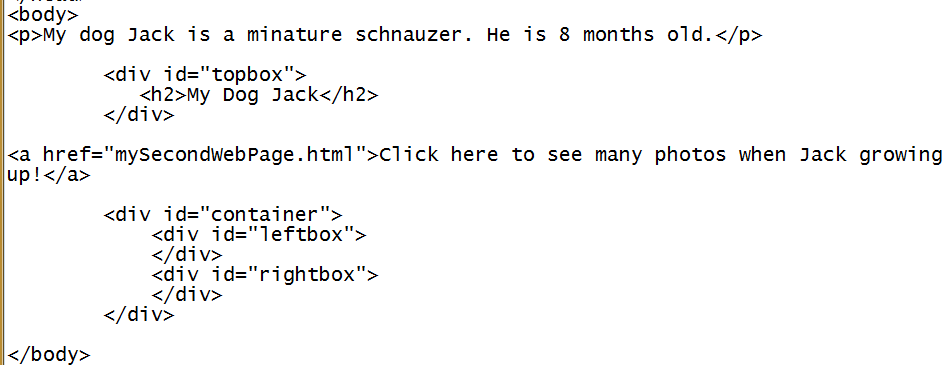 <body>
<p>My dog Jack is a minature schnauzer. He is 8 months old.</p>
<div id="topbox">
<h2>My Dog Jack</h2>
</div>
<a href="mySecondWebPage.html">Click here to see many photos when Jack growing
up!</a>
<div id="container">
<div id="leftbox">
</div>
<div id="rightbox">
</div>
</div>
</body>